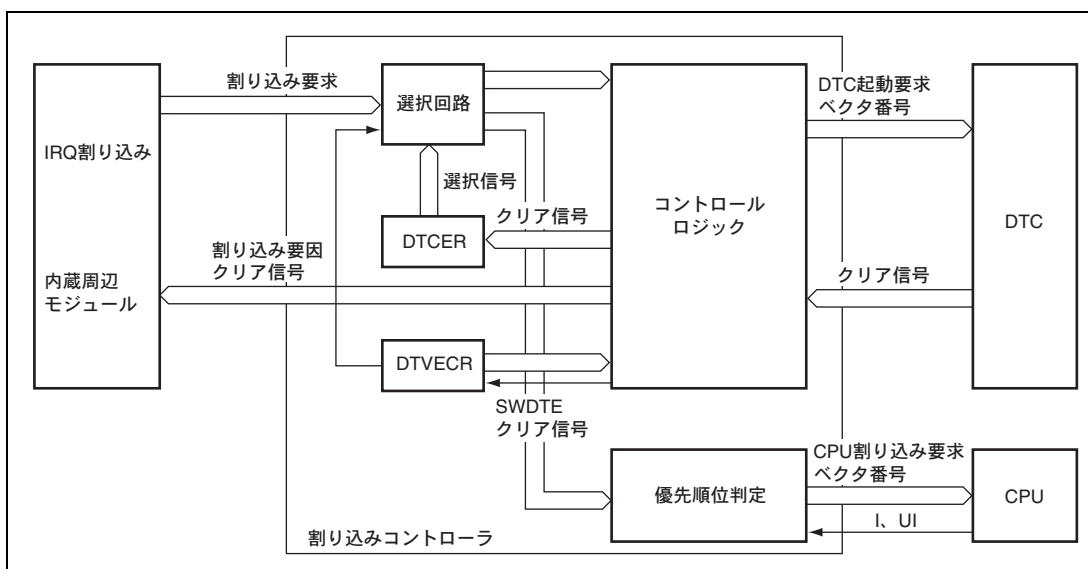 割り込み要求
選択回路
DTC起動要求
ベクタ番号
IRQ割り込み
選択信号
コントロール
ロジック
DTC
DTCER
クリア信号
割り込み要因
クリア信号
クリア信号
内蔵周辺
モジュール
DTVECR
SWDTE
クリア信号
優先順位判定
CPU割り込み要求
ベクタ番号
CPU
I、UI
割り込みコントローラ